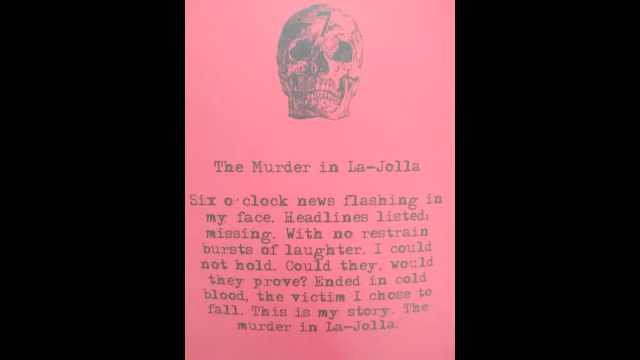 7
The Murder in La-Jolla
Six o'clock news flashing in
my face. Headlines listed:
missing. With no restrain
bursts of laughter. I could
not hold. Could they, would
they prove? Ended in cold
blood, the victim I chose to
fall. This is my story. The
murder in La-Jolla.